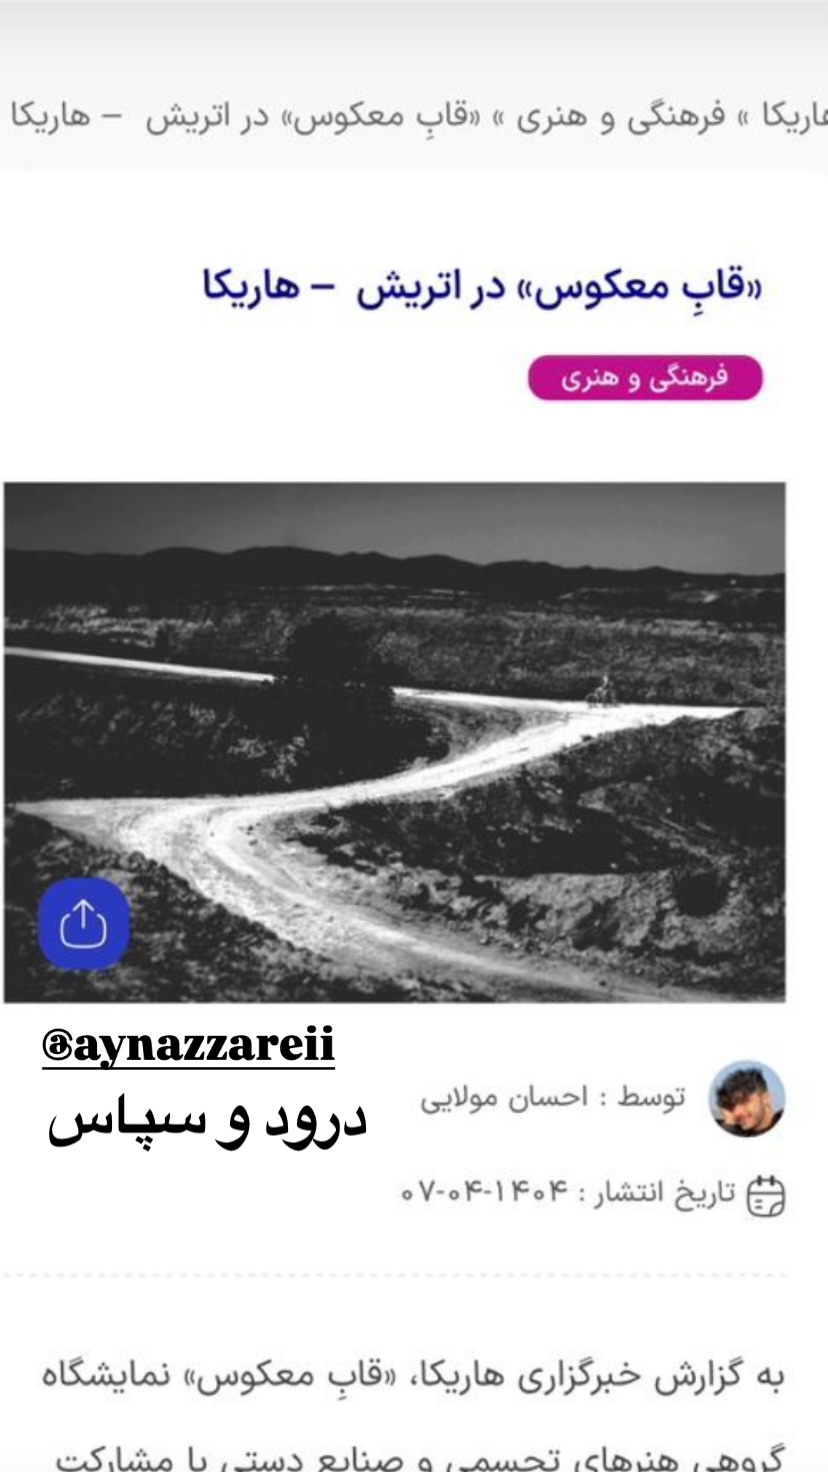 هاریکا » فرهنگی و هنری » «قابِ معکوس» در اتریش – هاریکا
«قابِ معکوس» در اتریش – هاریکا
فرهنگی و هنری
@aynazzareii
درود و سپاس
توسط : احسان مولایی
تاریخ انتشار : ۱۴۰۴-۰۴-۰۷
به گزارش خبرگزاری هاریکا، «قابِ معکوس» نمایشگاه
گروهی هنرهای تجسمی و صنایع دستی با مشارکت